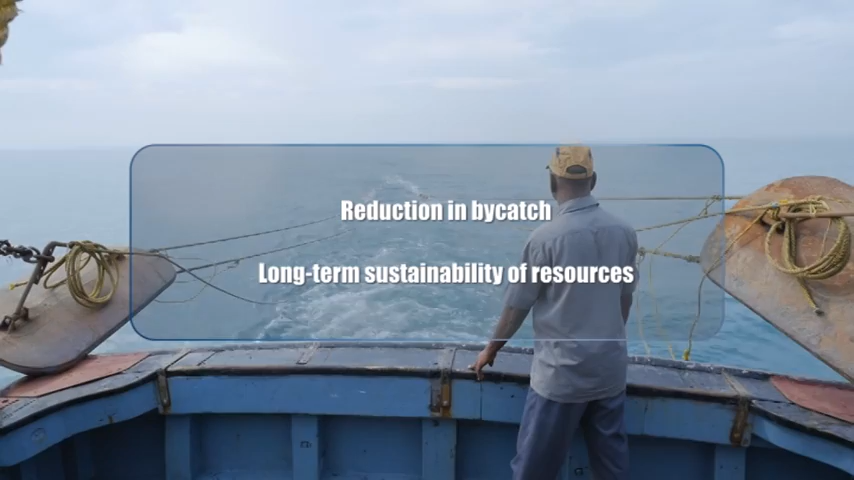 Reduction in bycatch
Long-term sustainability of resources